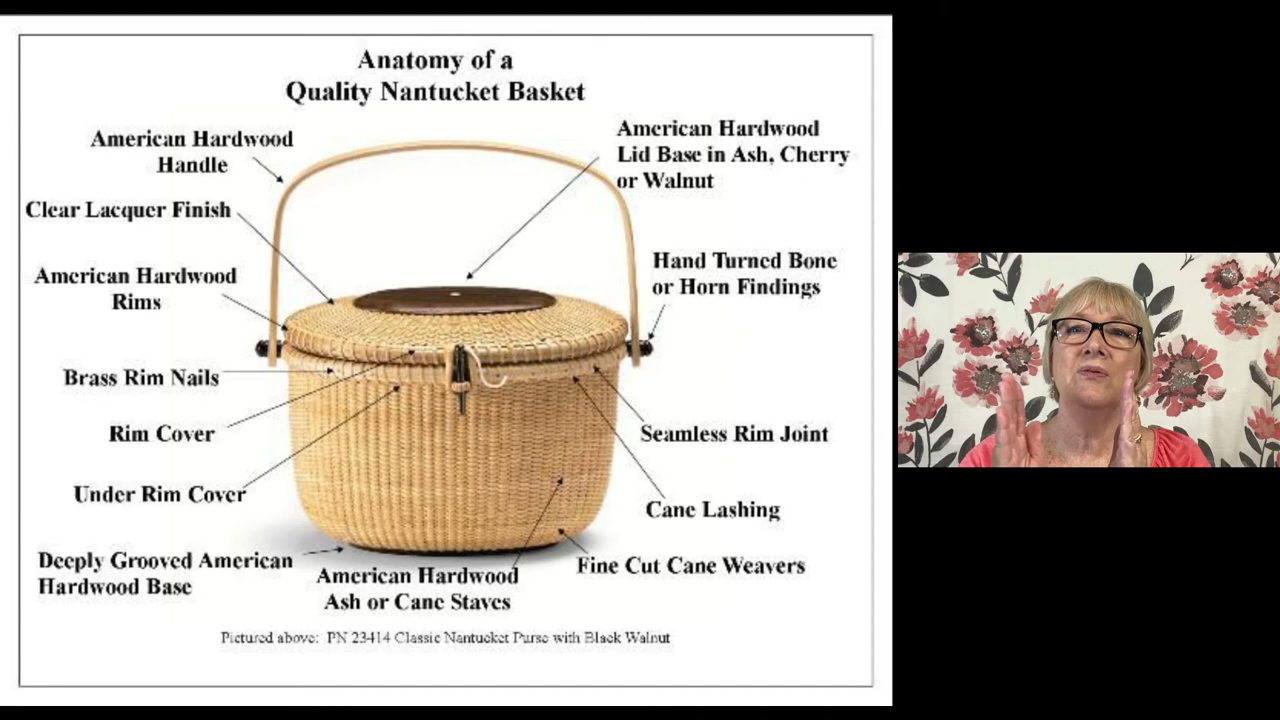 Anatomy of a
Quality Nantucket Basket
American Hardwood
Handle
American Hardwood
Lid Base in Ash, Cherry
or Walnut
Clear Lacquer Finish
Hand Turned Bone
or Horn Findings
American Hardwood
Rims
Brass Rim Nails
Rim Cover
Seamless Rim Joint
Under Rim Cover
Cane Lashing
Deeply Grooved American
Hardwood Base
American Hardwood
Ash or Cane Staves
Fine Cut Cane Weavers
Pictured above: PN 23414 Classic Nantucket Purse with Black Walnut